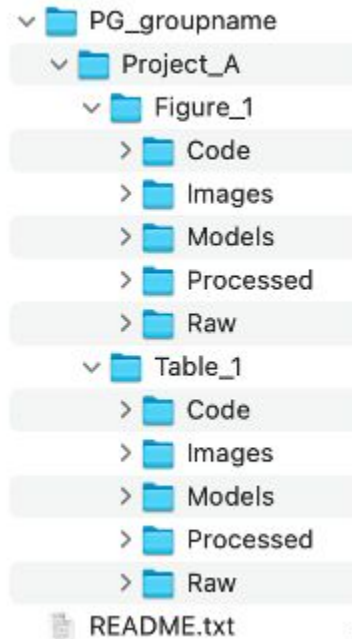 PG_groupname
Project_A
Figure_1
Code
Images
Models
Processed
Raw
Table_1
Code
Images
Models
Processed
Raw
README.txt